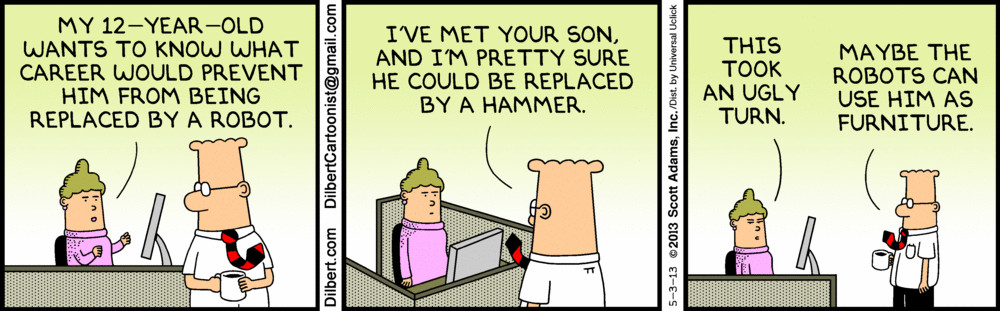 MY 12-YEAR-OLD
WANTS TO KNOW WHAT
CAREER WOULD PREVENT
HIM FROM BEING
REPLACED BY A ROBOT.
Dilbert.com DilbertCartoonist@gmail.com
I'VE MET YOUR SON,
AND I'M PRETTY SURE
HE COULD BE REPLACED
BY A HAMMER.
5-3-13 ©2013 Scott Adams, Inc. /Dist. by Universal Uclick
THIS
TOOK
AN UGLY
TURN.
MAYBE THE
ROBOTS CAN
USE HIM AS
FURNITURE.